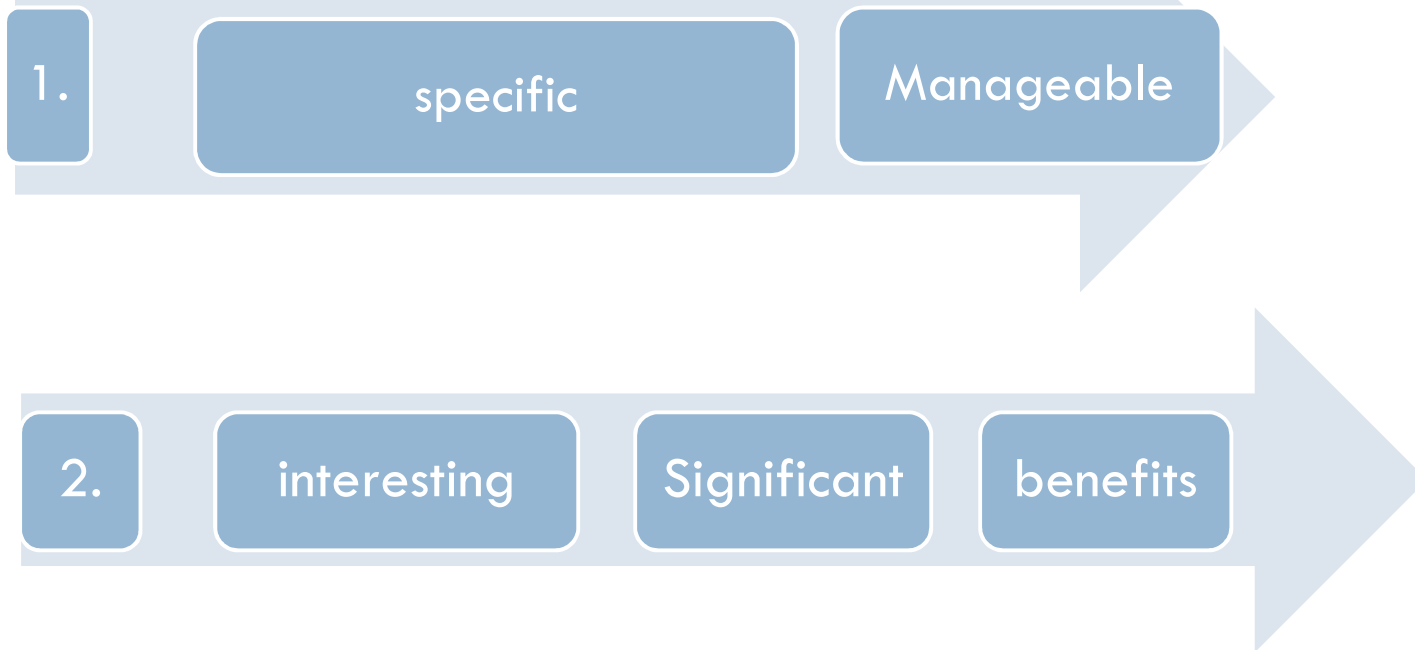 1. specific Manageable
2. interesting Significant benefits